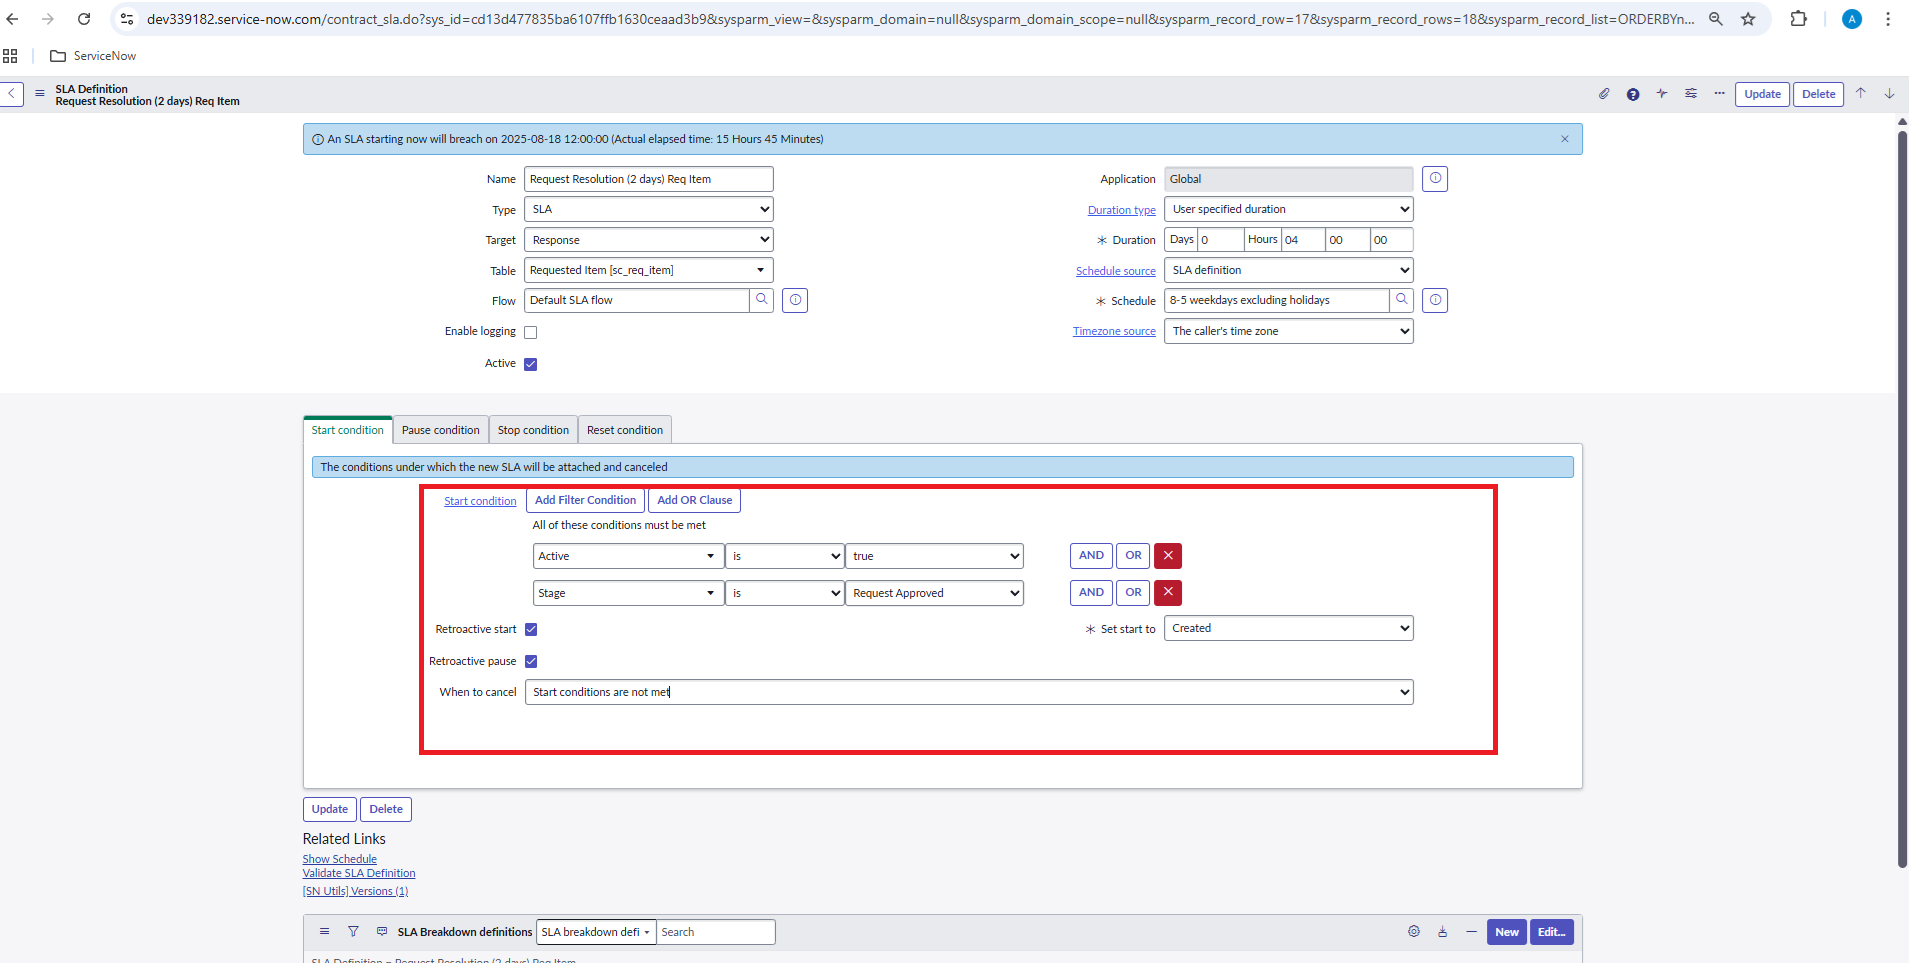 dev339182.service-now.com/contract_sla.do?sys_id=cd13d477835ba6107ffb1630ceaad3b9&sysparm_view=&sysparm_domain=null&sysparm_domain_scope=null&sysparm_record_row=17&sysparm_record_rows=18&sysparm_record_list=ORDERBYn...
A
ServiceNow
SLA Definition
Request Resolution (2 days) Req Item
Update
Delete
An SLA starting now will breach on 2025-08-18 12:00:00 (Actual elapsed time: 15 Hours 45 Minutes)
Name Request Resolution (2 days) Req Item
Application Global
Type SLA
Duration type User specified duration
Target Response
Duration Days 0 Hours 04 00 00
Table Requested Item [sc_req_item]
Schedule source SLA definition
Flow Default SLA flow
Schedule 8-5 weekdays excluding holidays
Enable logging
Timezone source The caller's time zone
Active
Start condition Pause condition Stop condition Reset condition
The conditions under which the new SLA will be attached and canceled
Start condition Add Filter Condition Add OR Clause
All of these conditions must be met
Active is true AND OR
Stage is Request Approved AND OR
Retroactive start
Set start to Created
Retroactive pause
When to cancel Start conditions are not met
Update Delete
Related Links
Show Schedule
Validate SLA Definition
[SN Utils] Versions (1)
SLA Breakdown definitions SLA breakdown defi Search New Edit...
SLA Definition = Request Resolution (2 days) Req Item